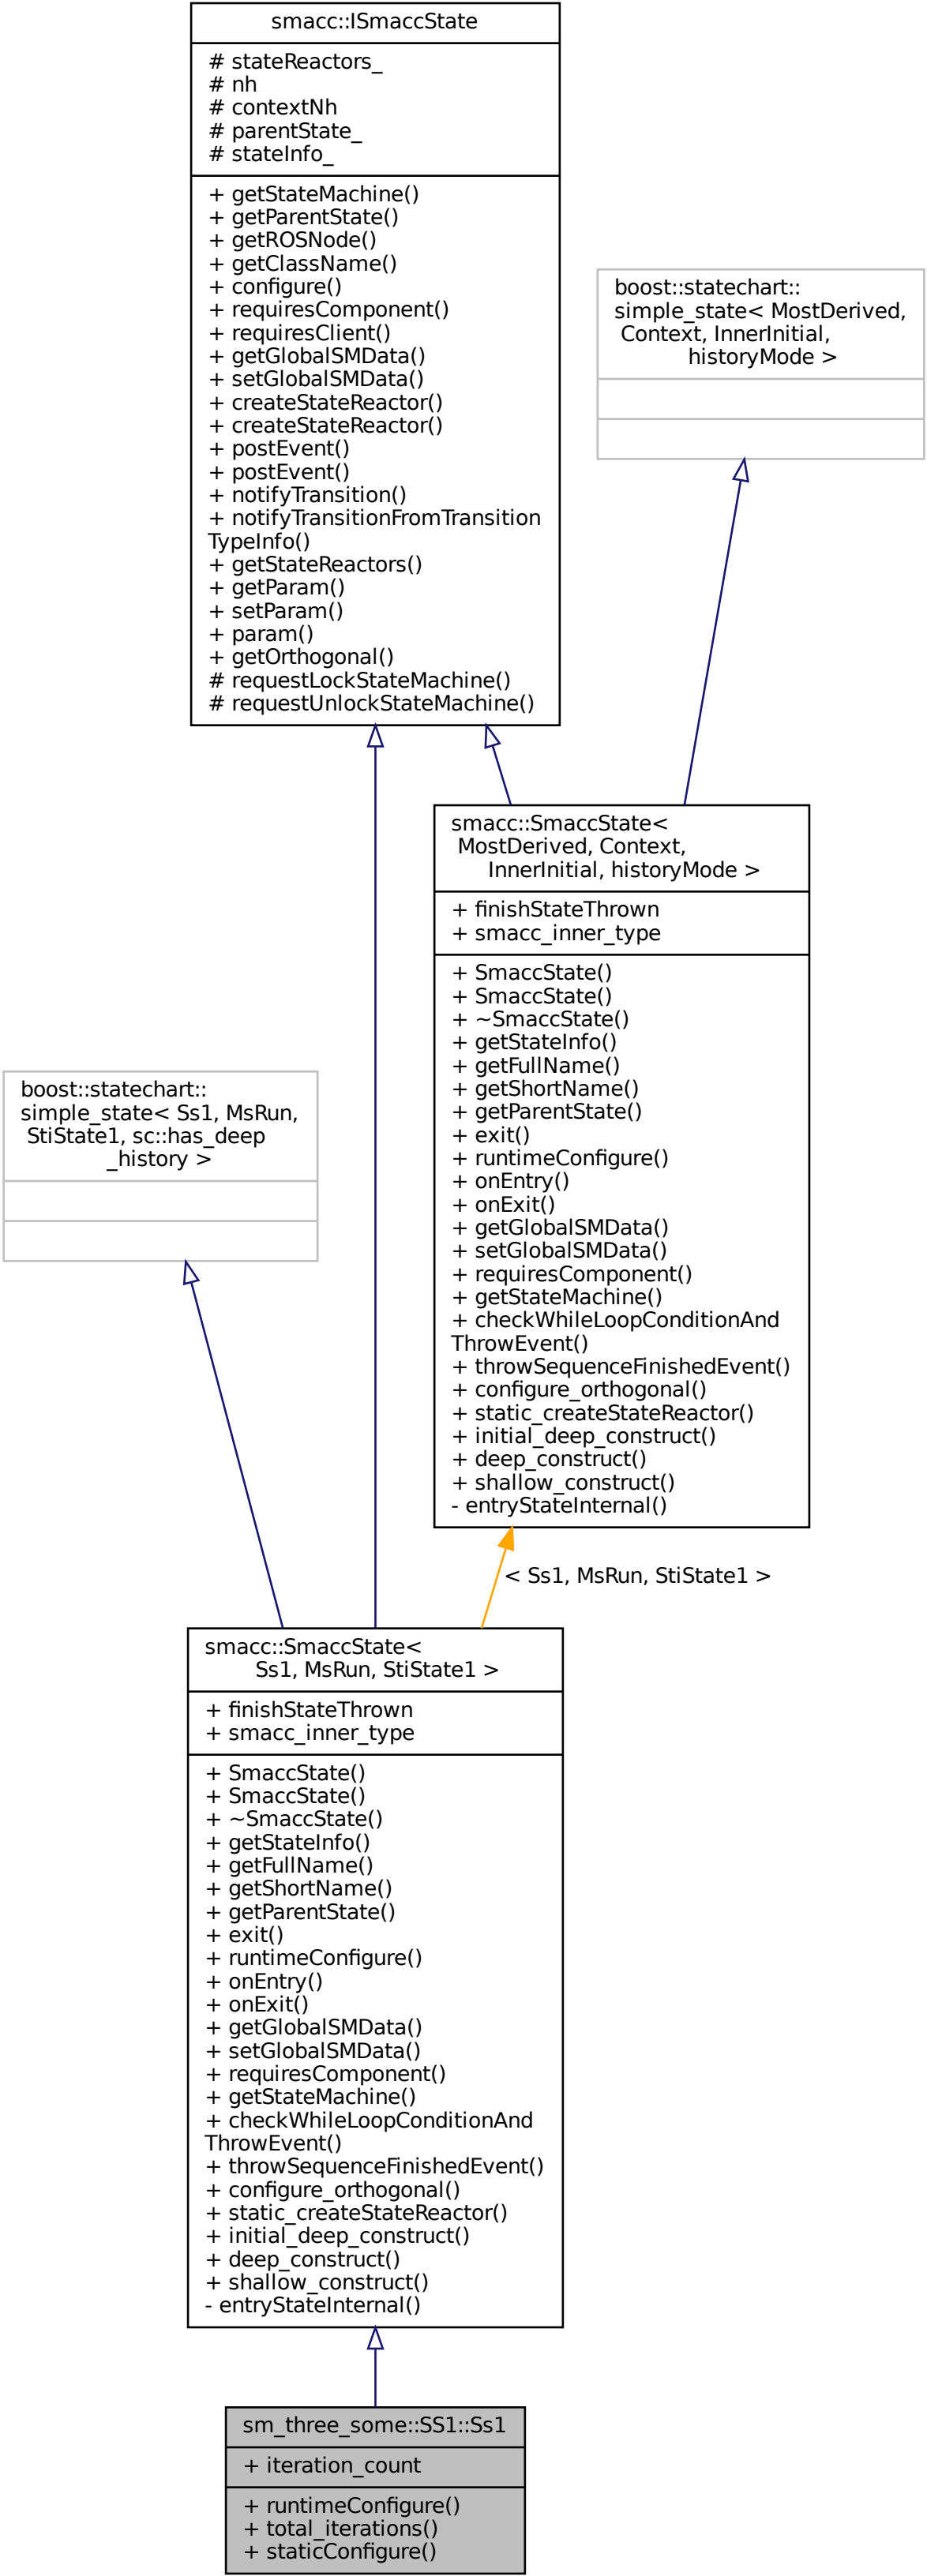 smacc::ISmaccState
# stateReactors_
# nh
# contextNh
# parentState_
# stateInfo_
+ getStateMachine()
+ getParentState()
+ getROSNode()
+ getClassName()
+ configure()
+ requiresComponent()
+ requiresClient()
+ getGlobalSMData()
+ setGlobalSMData()
+ createStateReactor()
+ createStateReactor()
+ postEvent()
+ postEvent()
+ notifyTransition()
+ notifyTransitionFromTransition
TypeInfo()
+ getStateReactors()
+ getParam()
+ setParam()
+ param()
+ getOrthogonal()
# requestLockStateMachine()
# requestUnlockStateMachine()
boost::statechart::
simple_state< MostDerived,
Context, InnerInitial,
historyMode >
smacc::SmaccState<
MostDerived, Context,
InnerInitial, historyMode >
+ finishStateThrown
+ smacc_inner_type
+ SmaccState()
+ SmaccState()
+ ~SmaccState()
+ getStateInfo()
+ getFullName()
+ getShortName()
+ getParentState()
+ exit()
+ runtimeConfigure()
+ onEntry()
+ onExit()
+ getGlobalSMData()
+ setGlobalSMData()
+ requiresComponent()
+ getStateMachine()
+ checkWhileLoopConditionAnd
ThrowEvent()
+ throwSequenceFinishedEvent()
+ configure_orthogonal()
+ static_createStateReactor()
+ initial_deep_construct()
+ deep_construct()
+ shallow_construct()
- entryStateInternal()
boost::statechart::
simple_state< Ss1, MsRun,
StiState1, sc::has_deep
_history >
< Ss1, MsRun, StiState1 >
smacc::SmaccState<
Ss1, MsRun, StiState1 >
+ finishStateThrown
+ smacc_inner_type
+ SmaccState()
+ SmaccState()
+ ~SmaccState()
+ getStateInfo()
+ getFullName()
+ getShortName()
+ getParentState()
+ exit()
+ runtimeConfigure()
+ onEntry()
+ onExit()
+ getGlobalSMData()
+ setGlobalSMData()
+ requiresComponent()
+ getStateMachine()
+ checkWhileLoopConditionAnd
ThrowEvent()
+ throwSequenceFinishedEvent()
+ configure_orthogonal()
+ static_createStateReactor()
+ initial_deep_construct()
+ deep_construct()
+ shallow_construct()
- entryStateInternal()
sm_three_some::SS1::Ss1
+ iteration_count
+ runtimeConfigure()
+ total_iterations()
+ staticConfigure()